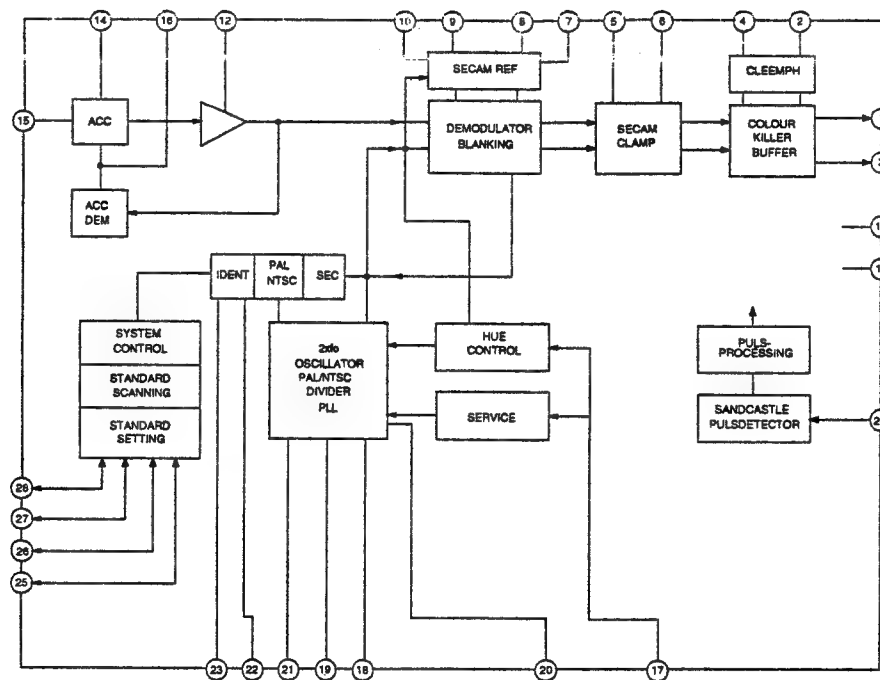 14 16 12 10 9 8 7 5 6 4 2
SECAM REF
CLEEMPH
15
ACC
DEMODULATOR
BLANKING
SECAM
CLAMP
COLOUR
KILLER
BUFFER
ACC
DEM
IDENT
PAL
NTSC
SEC
SYSTEM
CONTROL
STANDARD
SCANNING
STANDARD
SETTING
OSCILLATOR
PAL/NTSC
DIVIDER
PLL
HUE
CONTROL
SERVICE
PULS-
PROCESSING
SANDCASTLE
PULSDETECTOR
28
27
26
25
23 22 21 19 18 20 17